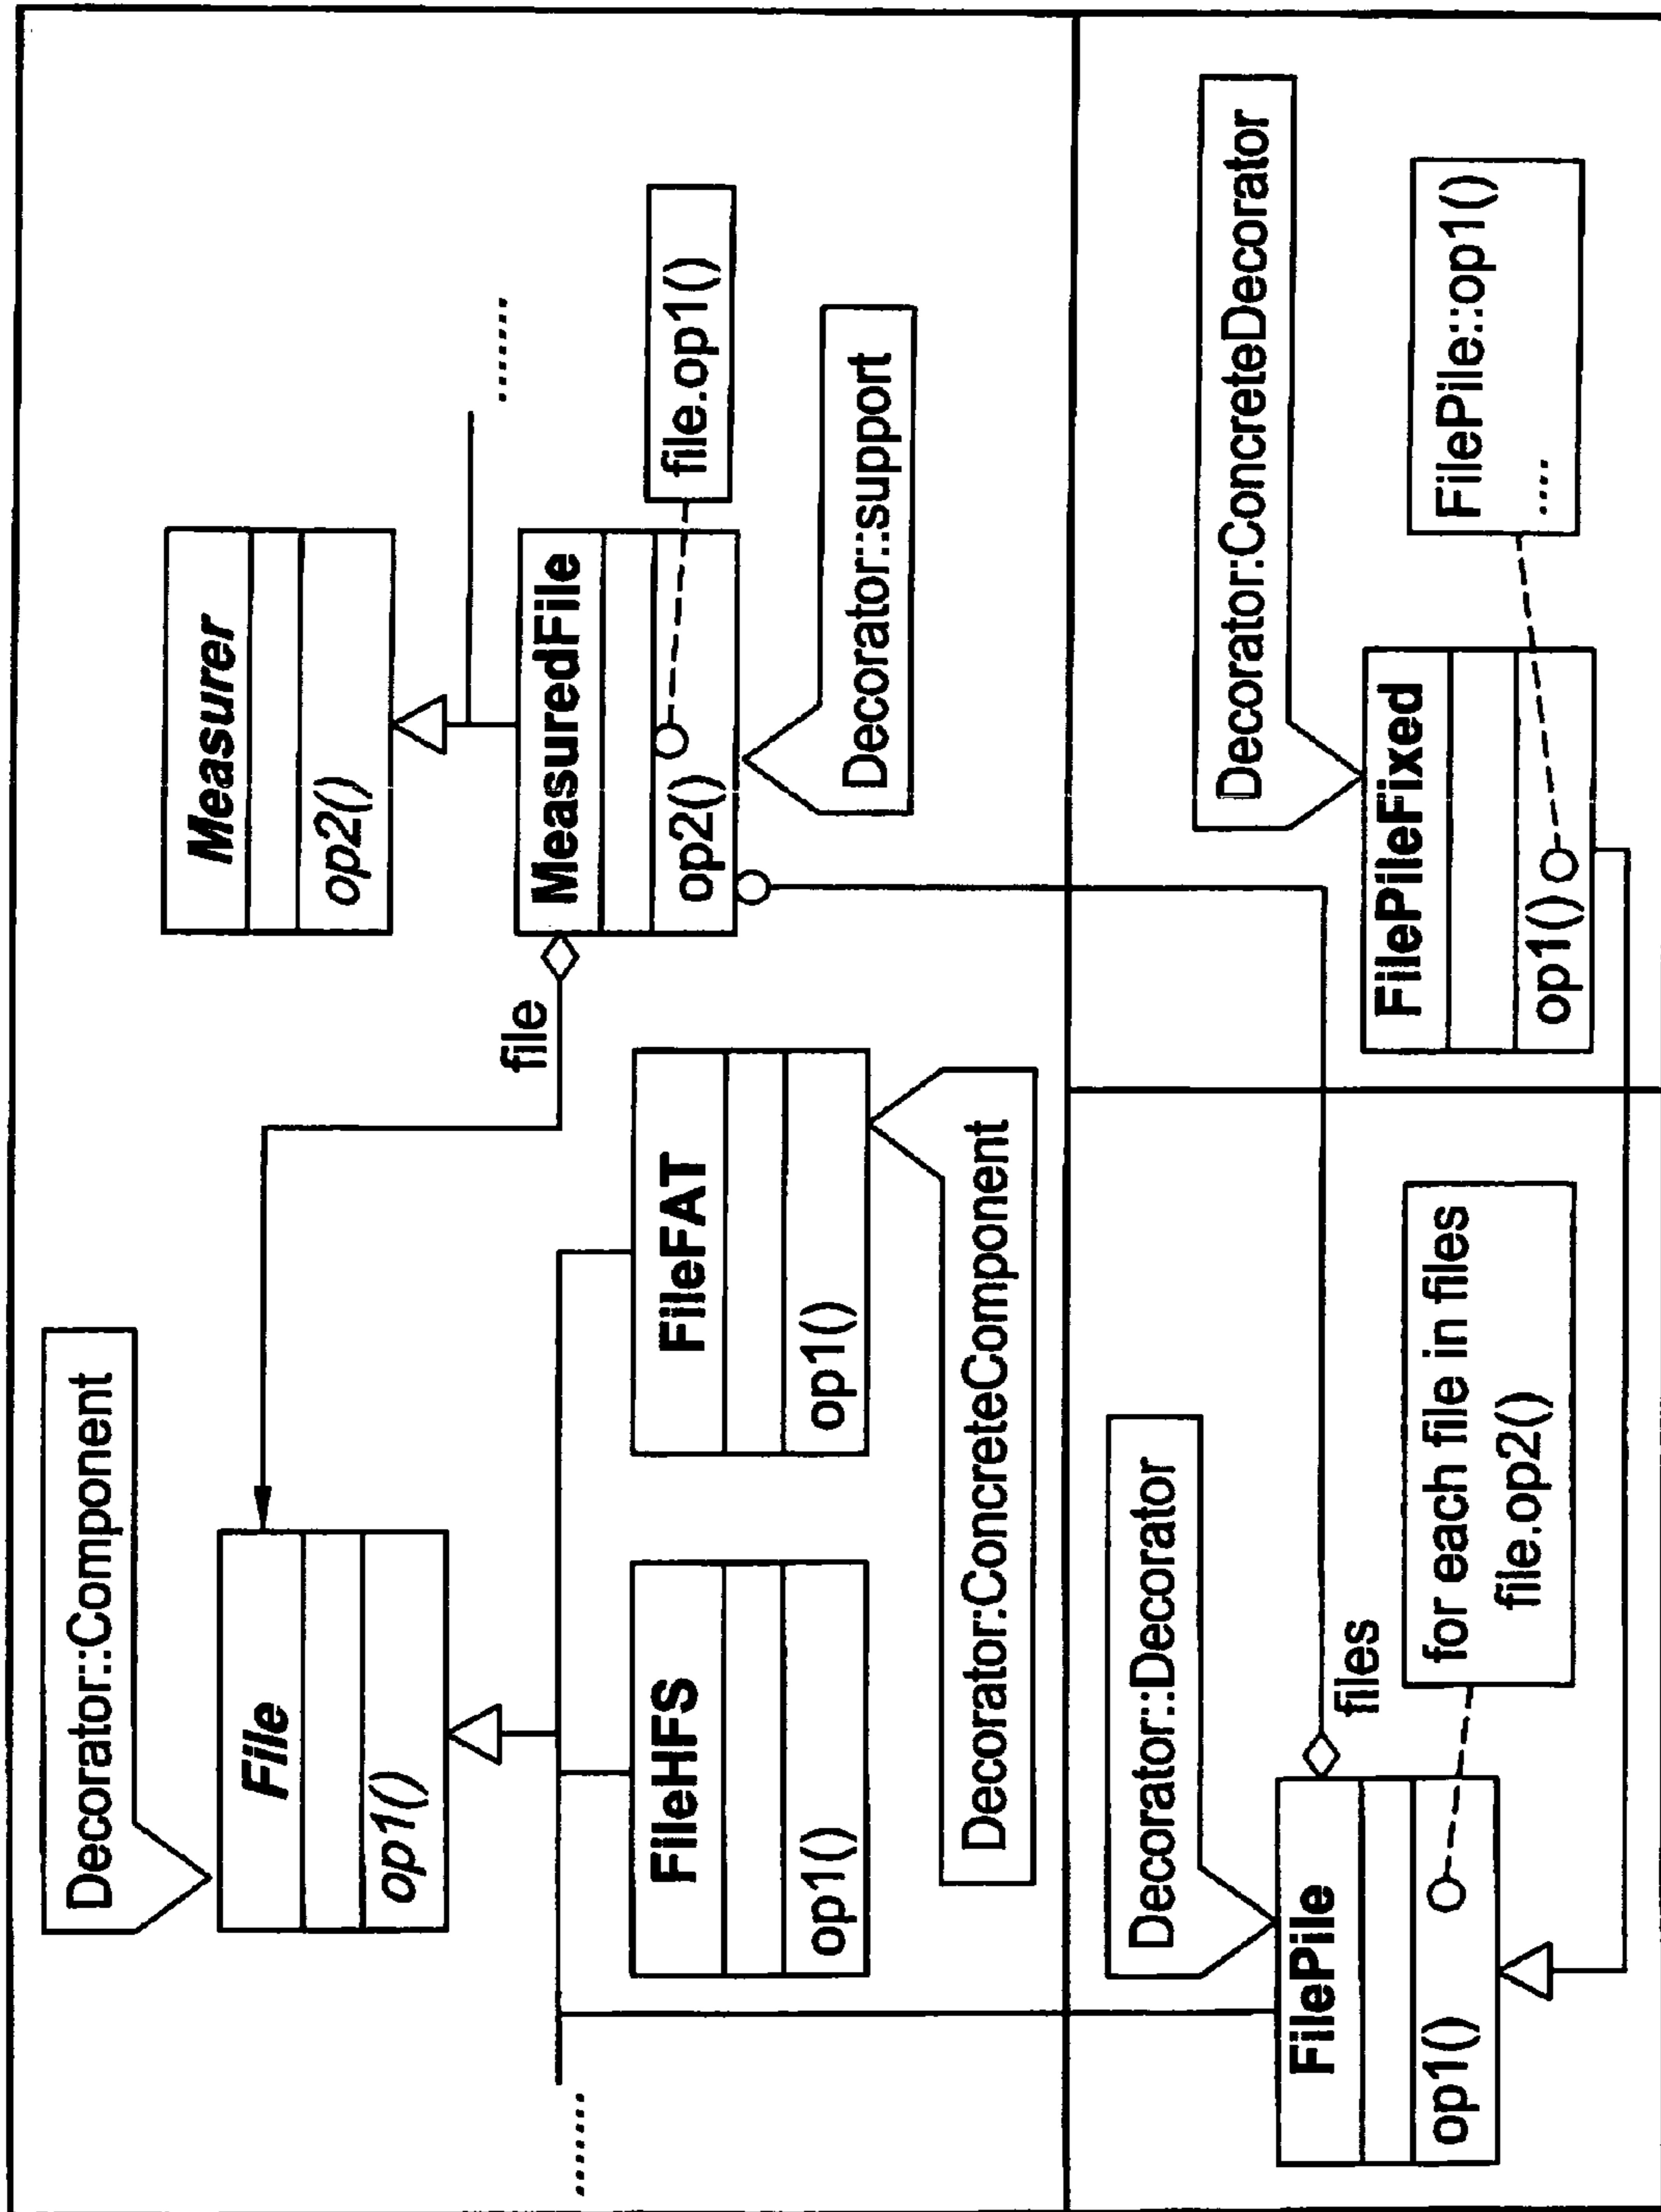 Decorator::Component
File
op1()
Measurer
op2()
.......
file
MeasuredFile
op2()
file.op1()
Decorator::support
.......
FileHFS
op1()
FileFAT
op1()
Decorator:ConcreteComponent
Decorator::Decorator
FilePile
op1()
files
for each file in files
file.op2()
Decorator:ConcreteDecorator
FilePileFixed
op1()
FilePile::op1()
....